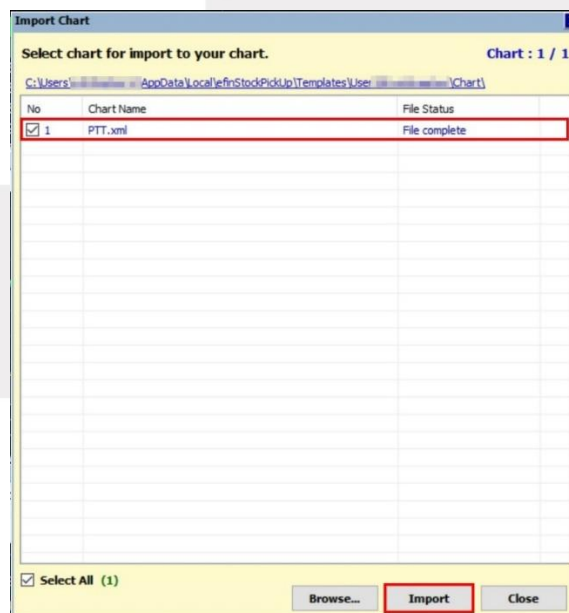 Import Chart
Select chart for import to your chart. Chart : 1 / 1
C:\Users\ AppData\Local\efinStockPickUp\Templates\User \Chart\
No Chart Name File Status
1 PTT.xml File complete
Select All (1)
Browse... Import Close